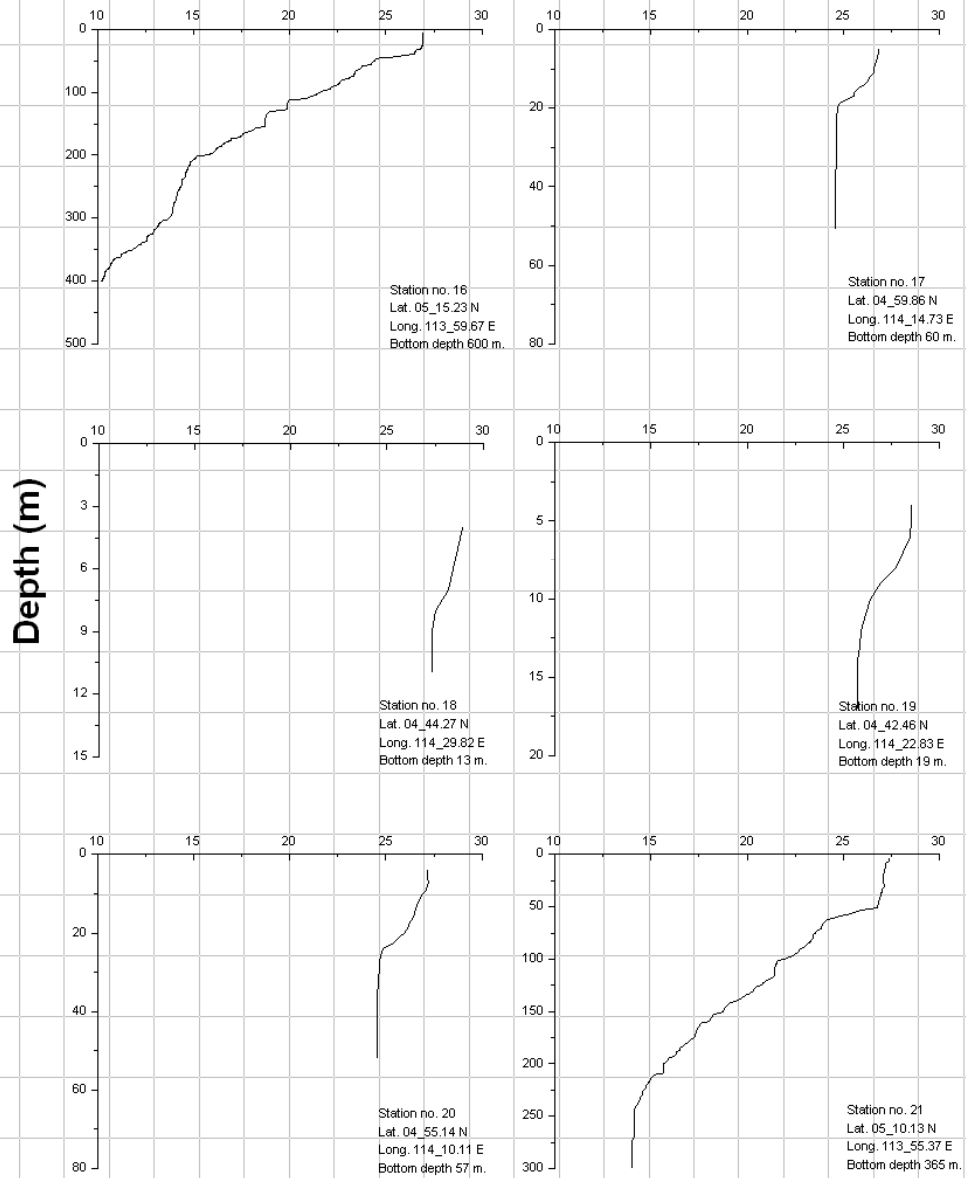 Depth (m)
10 15 20 25 30
0
100
200
300
400
500
Station no. 16
Lat. 05_15.23 N
Long. 113_59.67 E
Bottom depth 600 m.
10 15 20 25 30
0
20
40
60
80
Station no. 17
Lat. 04_59.86 N
Long. 114_14.73 E
Bottom depth 60 m.
10 15 20 25 30
0
3
6
9
12
15
Station no. 18
Lat. 04_44.27 N
Long. 114_29.82 E
Bottom depth 13 m.
10 15 20 25 30
0
5
10
15
20
Station no. 19
Lat. 04_42.46 N
Long. 114_22.83 E
Bottom depth 19 m.
10 15 20 25 30
0
20
40
60
80
Station no. 20
Lat. 04_55.14 N
Long. 114_10.11 E
Bottom depth 57 m.
10 15 20 25 30
0
50
100
150
200
250
300
Station no. 21
Lat. 05_10.13 N
Long. 113_55.37 E
Bottom depth 365 m.